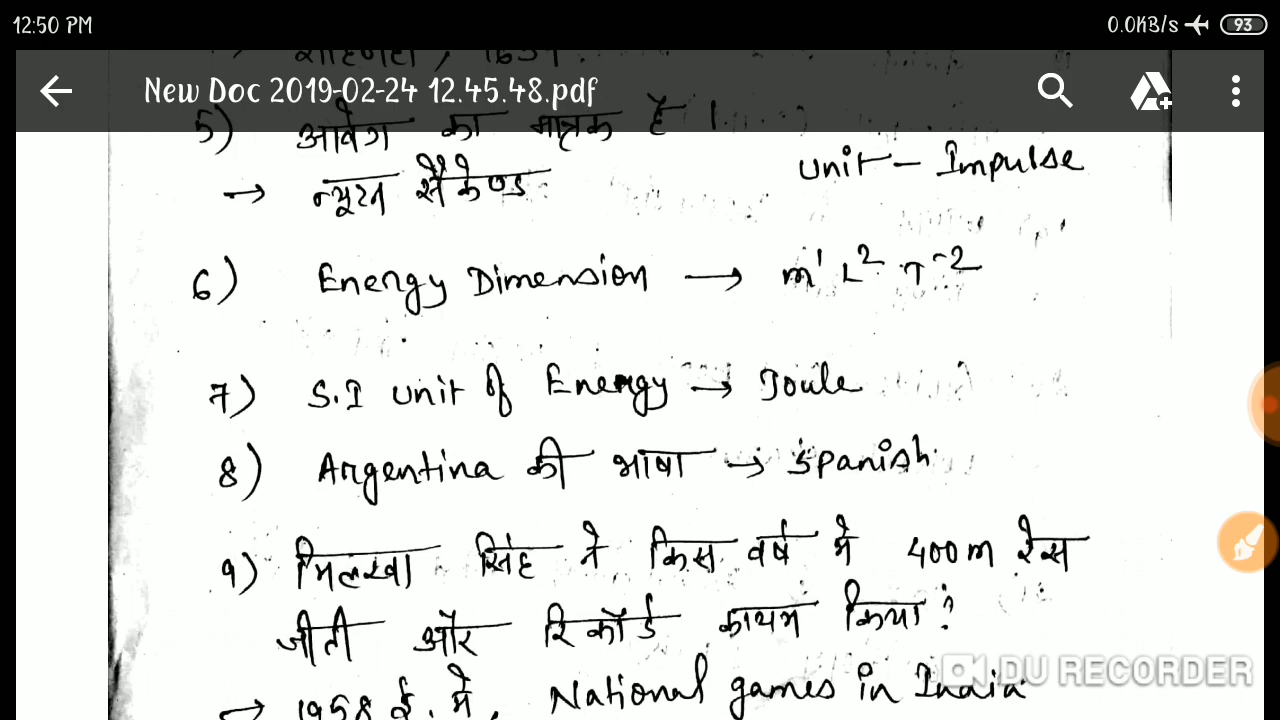 12:50 PM 0.0KB/s 93
New Doc 2019-02-24 12.45.48.pdf
5) आवेग का मात्रक है।
unit - Impulse
→ न्यूटन सेकेण्ड
6) Energy Dimension → m¹ L² T⁻²
7) S.I unit of Energy → Joule
8) Argentina की भाषा → Spanish
9) मिल्खा सिंह ने किस वर्ष में 400m रेस
जीती और रिकॉर्ड कायम किया?
→ 1958 ई. में, National games in India
DU RECORDER